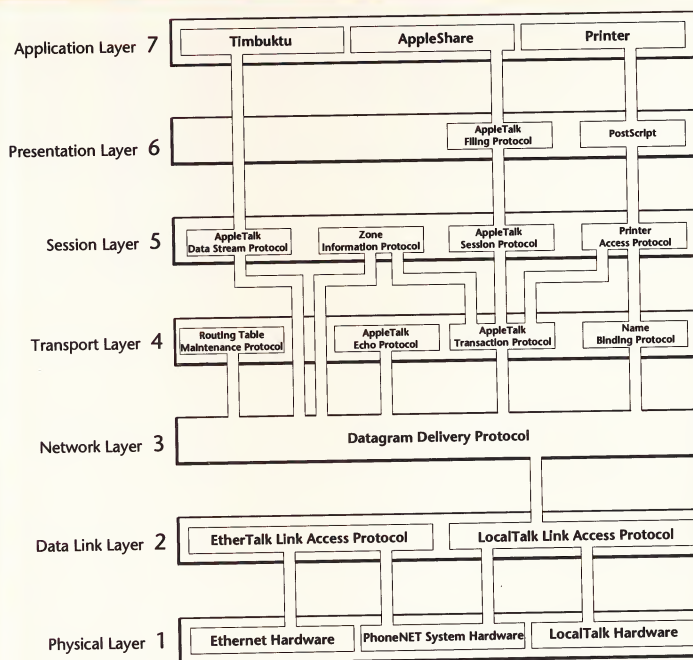 Application Layer 7
Timbuktu
AppleShare
Printer
Presentation Layer 6
AppleTalk
Filing Protocol
PostScript
Session Layer 5
AppleTalk
Data Stream Protocol
Zone
Information Protocol
AppleTalk
Session Protocol
Printer
Access Protocol
Transport Layer 4
Routing Table
Maintenance Protocol
AppleTalk
Echo Protocol
AppleTalk
Transaction Protocol
Name
Binding Protocol
Network Layer 3
Datagram Delivery Protocol
Data Link Layer 2
EtherTalk Link Access Protocol
LocalTalk Link Access Protocol
Physical Layer 1
Ethernet Hardware
PhoneNET System Hardware
LocalTalk Hardware